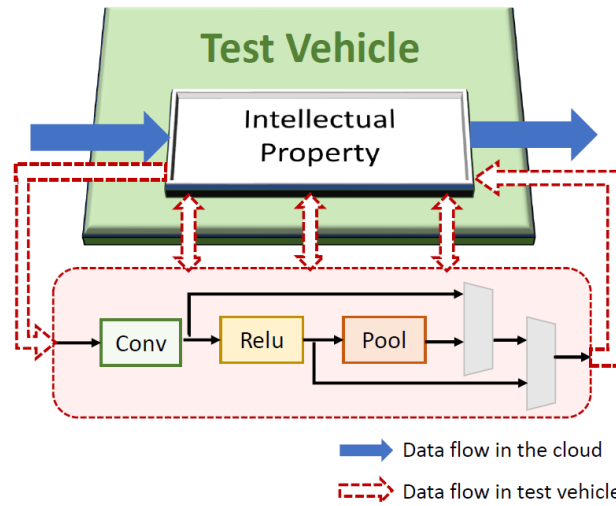 Test Vehicle
Intellectual
Property
Conv
Relu
Pool
Data flow in the cloud
Data flow in test vehicle